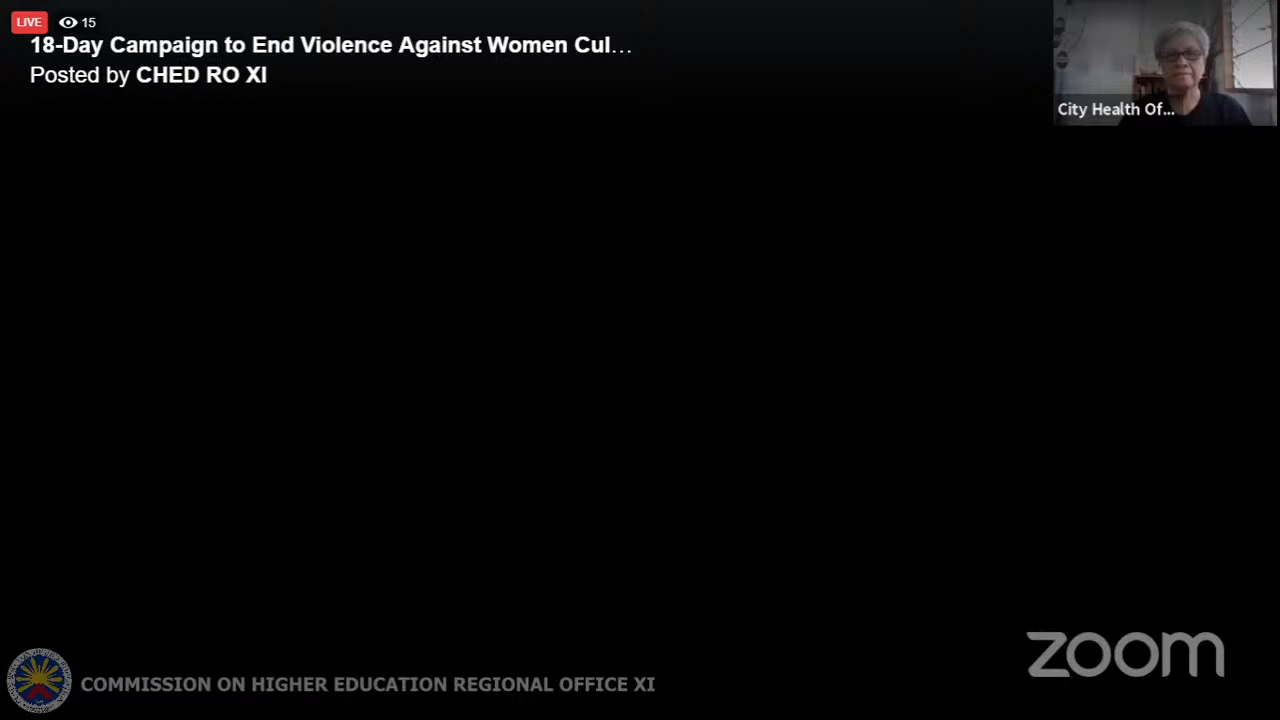 LIVE 15
18-Day Campaign to End Violence Against Women Cul...
Posted by CHED RO XI
City Health Of...
zoom
COMMISSION ON HIGHER EDUCATION REGIONAL OFFICE XI